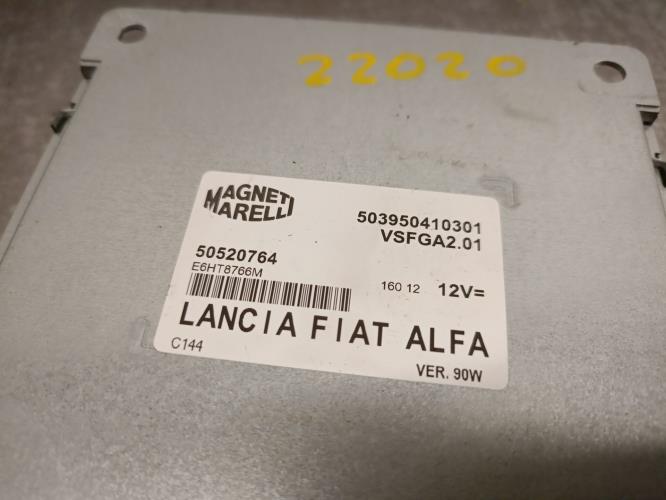 22020
MAGNETI
MARELLI
503950410301
VSFGA2.01
50520764
E6HT8766M
160 12 12V=
LANCIA FIAT ALFA
C144
VER. 90W